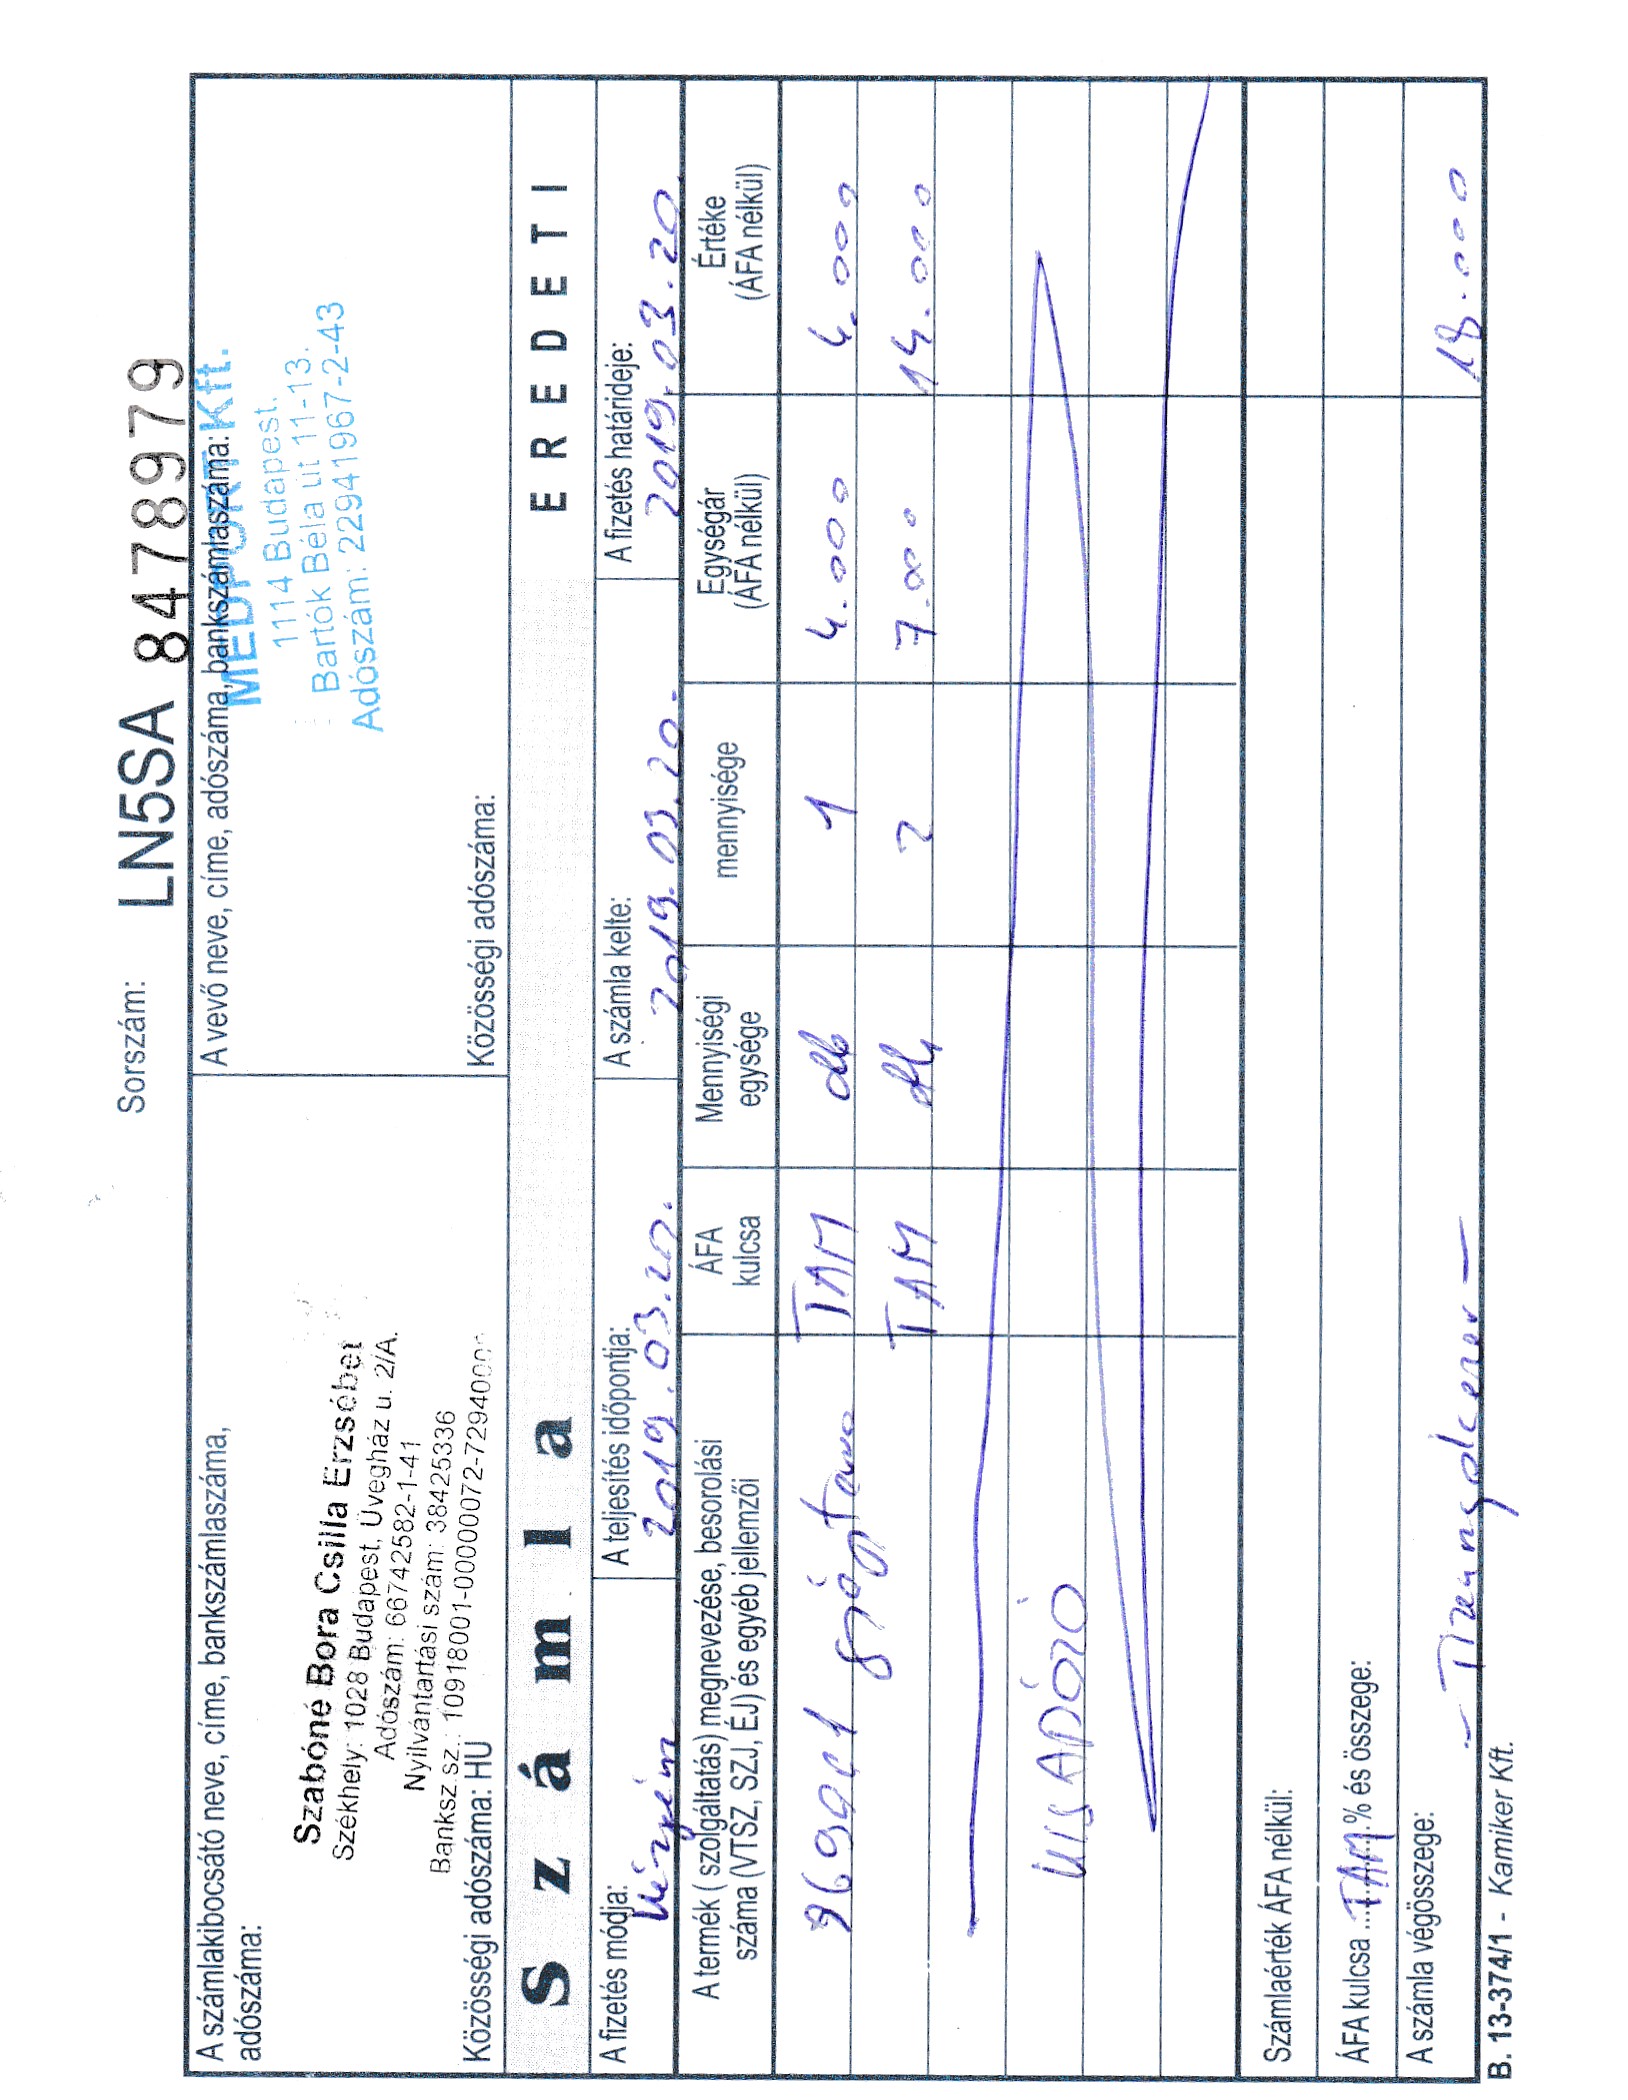 Sorszám: LN5SA 8478979
A számlakibocsátó neve, címe, bankszámlaszáma,
adószáma:
Szabóné Bora Csilla Erzsébet
Székhely: 1028 Budapest, Üvegház u. 2/A.
Adószám: 66742582-1-41
Nyilvántartási szám: 38425336
Banksz.sz.: 10918001-00000072-7294000
Közösségi adószáma: HU
A vevő neve, címe, adószáma, bankszámlaszáma:
MEDPORT Kft.
1114 Budapest.
Bartók Béla út 11-13.
Adószám: 22941967-2-43
Közösségi adószáma:
Számla EREDETI
A fizetés módja: A teljesítés időpontja: A számla kelte: A fizetés határideje:
2019.03.20. 2019.03.20. 2019.03.20.
A termék ( szolgáltatás) megnevezése, besorolási száma (VTSZ, SZJ, ÉJ) és egyéb jellemzői ÁFA kulcsa Mennyiségi egysége mennyisége Egységár (ÁFA nélkül) Értéke (ÁFA nélkül)
TAM db 1 4.000 4.000
TAM db 2 7.000 14.000
KISADÓZÓ
Számlaérték ÁFA nélkül:
ÁFA kulcsa ...TAM...% és összege:
A számla végösszege: - Tizennyolcezer - 18.000
B. 13-374/1 - Kamiker Kft.